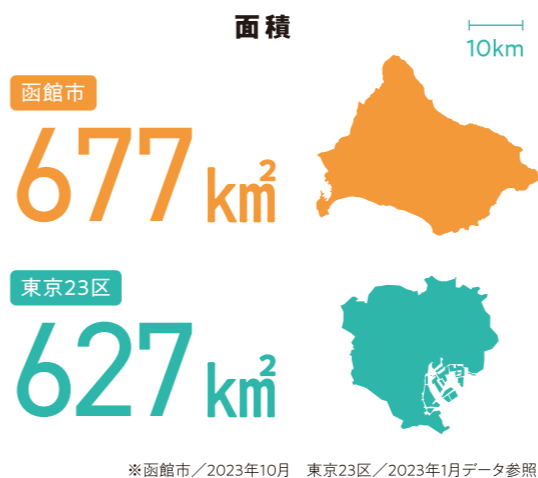 面積
10km
函館市
677km²
東京23区
627km²
※函館市／2023年10月　東京23区／2023年1月データ参照